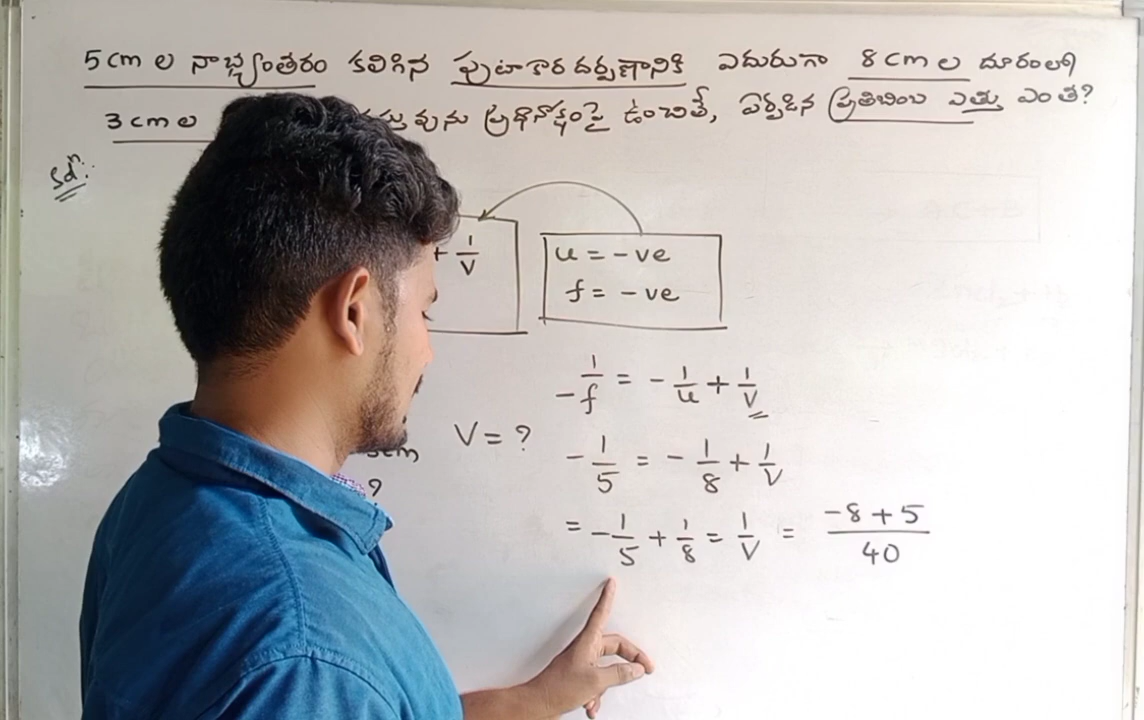 5cm ల నాభ్యంతరం కలిగిన పుటాకార దర్పణానికి ఎదురుగా 8cm ల దూరంలో
3cm ల వస్తువును ప్రధానాక్షంపై ఉంచితే, ఏర్పడిన ప్రతిబింబ ఎత్తు ఎంత?
Solⁿ:
+ 1/V
u = -ve
f = -ve
- 1/f = - 1/u + 1/V
V = ?
- 1/5 = - 1/8 + 1/V
?
= - 1/5 + 1/8 = 1/V = (-8+5)/40